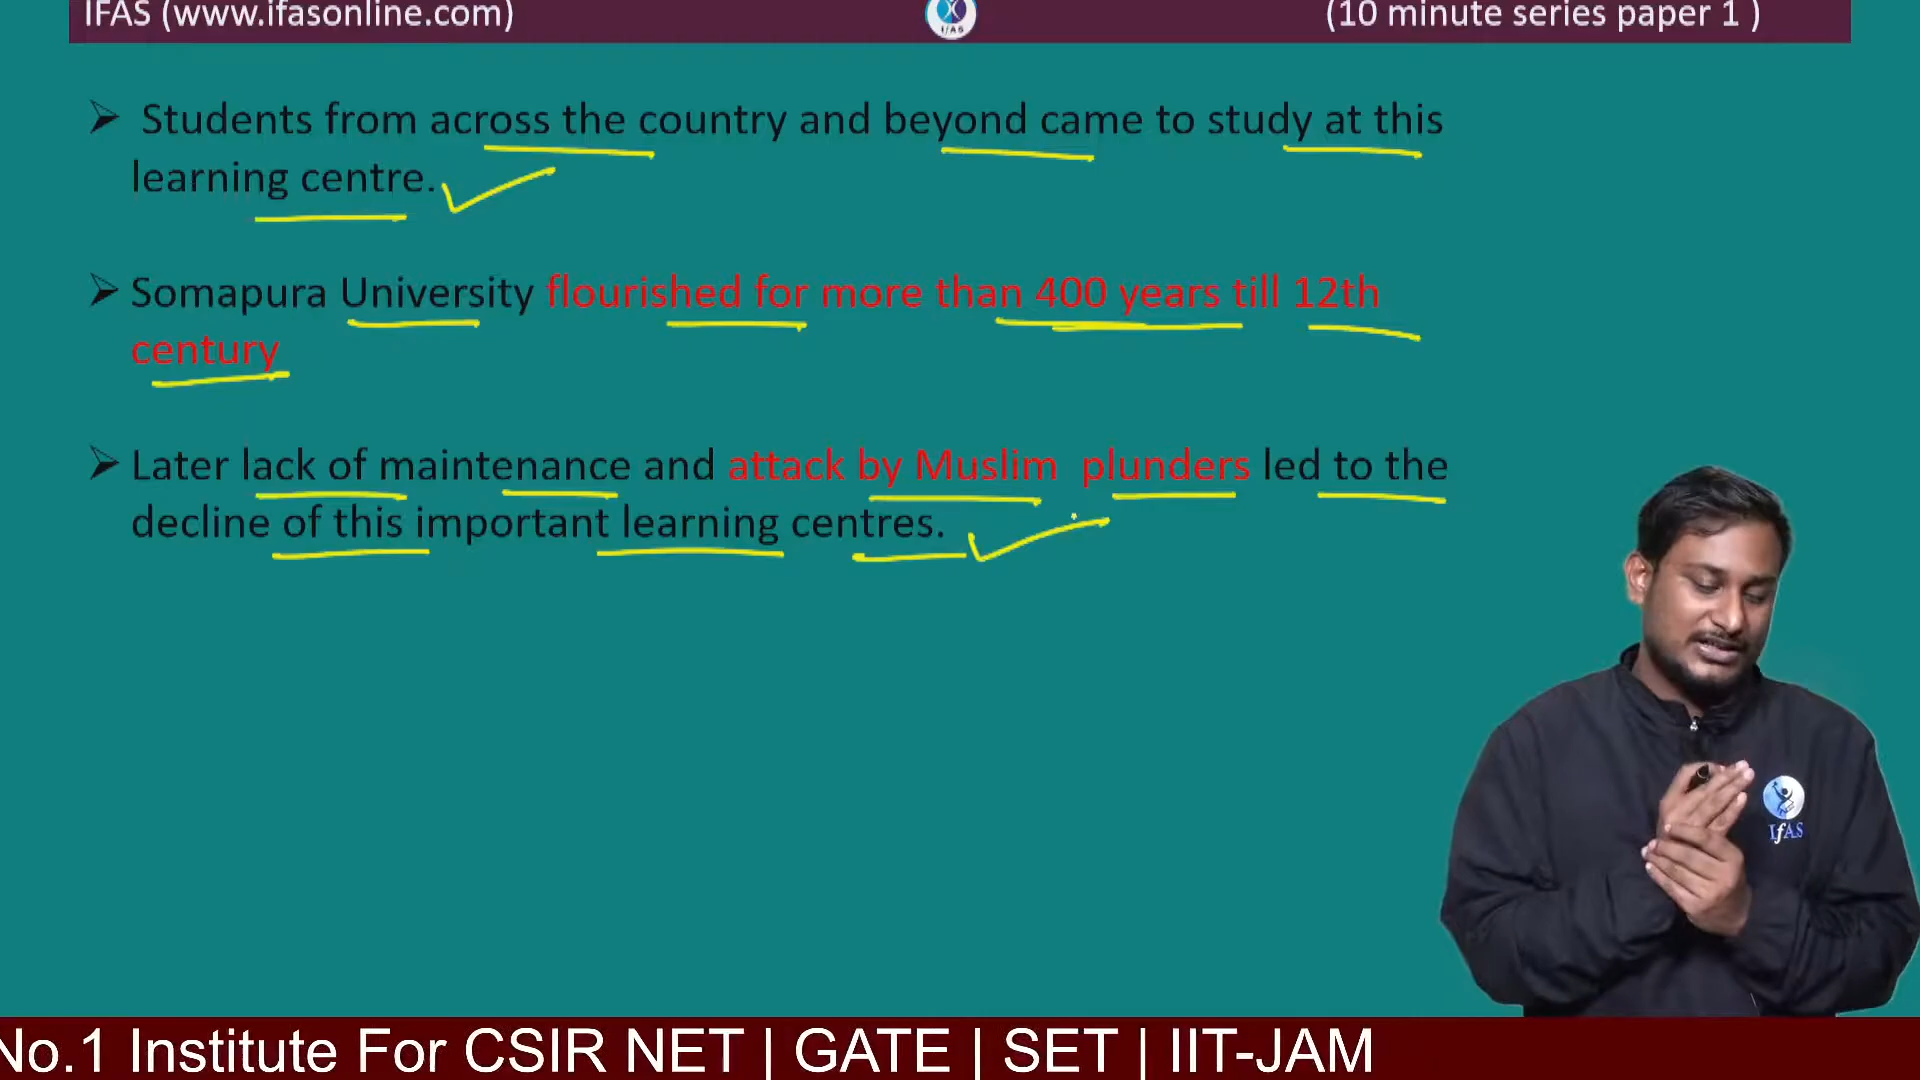 IFAS (www.ifasonline.com)
IFAS
(10 minute series paper 1 )
➢ Students from across the country and beyond came to study at this
learning centre.
➢ Somapura University flourished for more than 400 years till 12th
century
➢ Later lack of maintenance and attack by Muslim plunders led to the
decline of this important learning centres.
IfAS
No.1 Institute For CSIR NET | GATE | SET | IIT-JAM